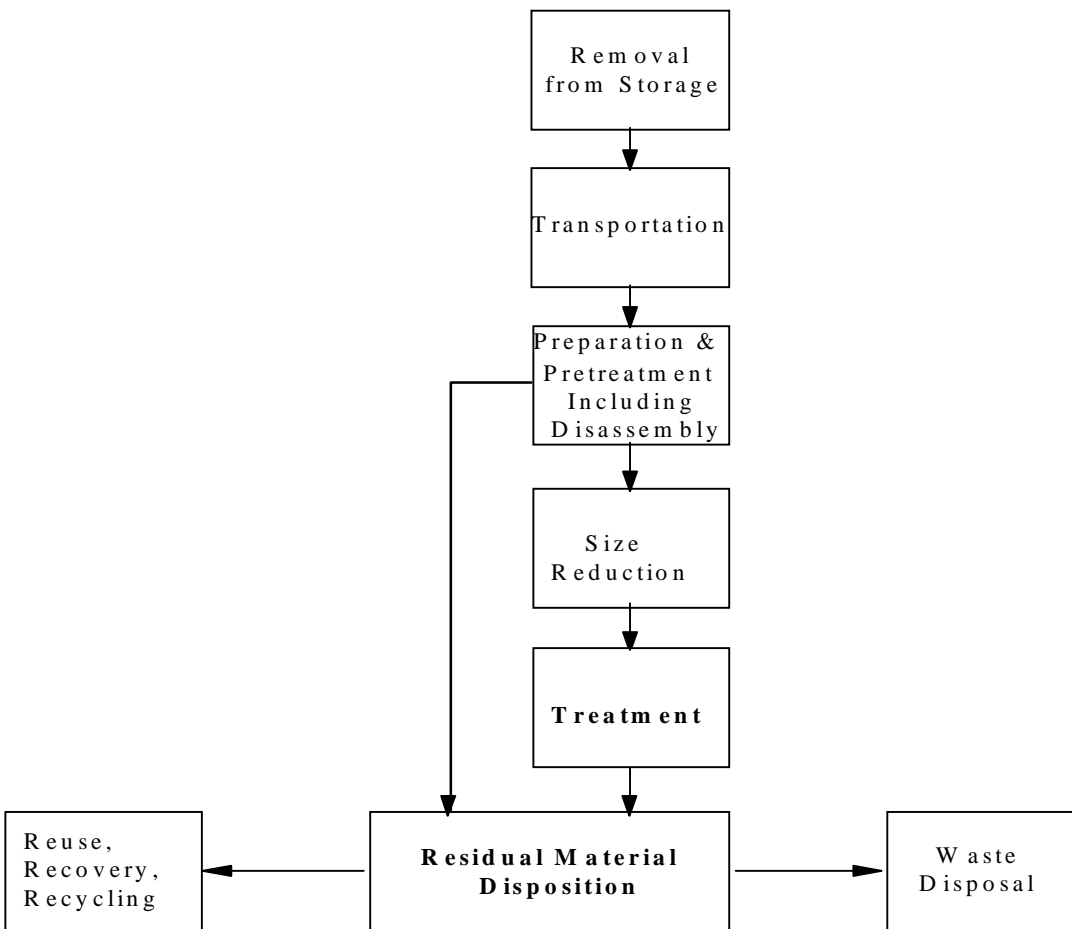 Removal
from Storage
Transportation
Preparation &
Pretreatment
Including
Disassembly
Size
Reduction
Treatment
Reuse,
Recovery,
Recycling
Residual Material
Disposition
Waste
Disposal